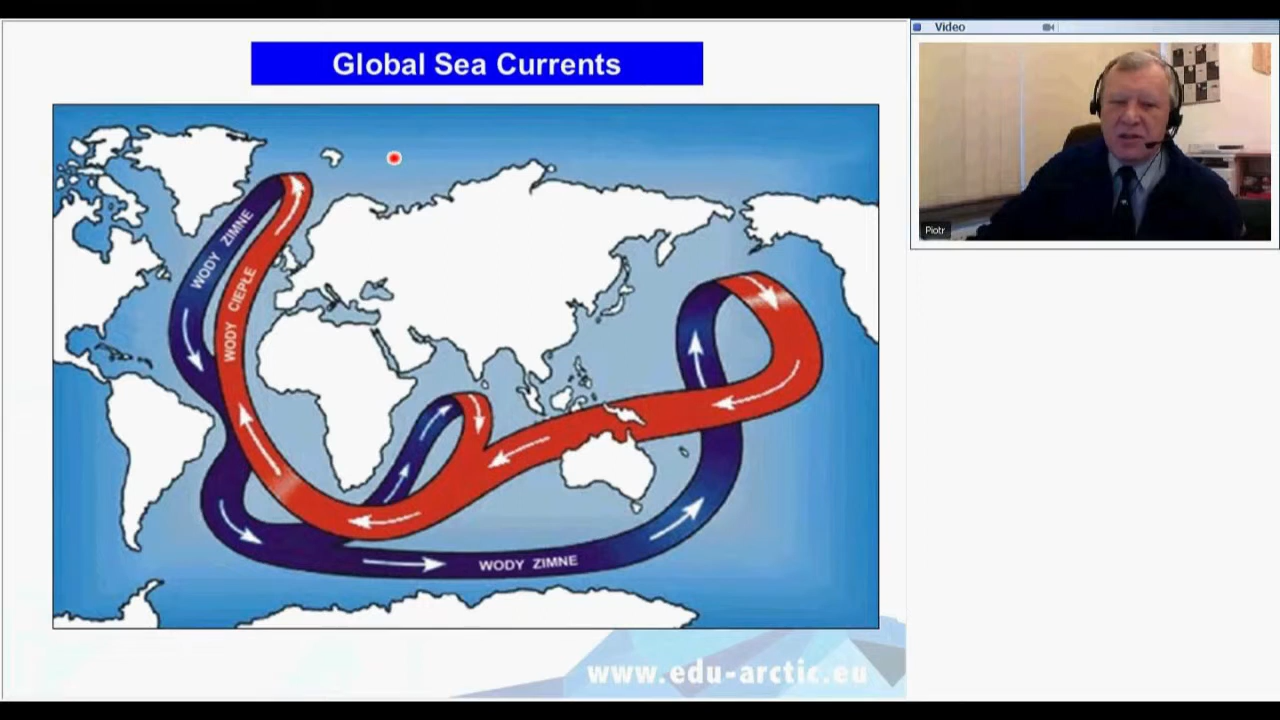 Global Sea Currents
Video
Piotr
WODY ZIMNE
WODY CIEPŁE
WODY ZIMNE
www.edu-arctic.eu